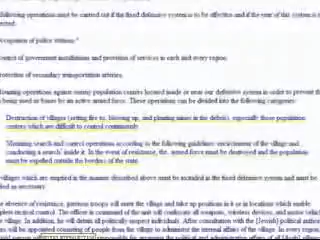 following operations must be carried out if the fixed defensive system is to be effective and if the rear of this system is
occupation of police stations."
control of government installations and provision of services in each and every region.
protection of secondary transportation arteries.
Mounting operations against enemy population centers located inside or near our defensive system in order to prevent
being used as bases by an active armed force. These operations can be divided into the following categories:
Destruction of villages (setting fire to, blowing up, and planting mines in the debris), especially those population
centers which are difficult to control continuously.
Mounting search and control operations according to the following guidelines: encirclement of the village and
conducting a search inside it. In the event of resistance, the armed force must be destroyed and the population
must be expelled outside the borders of the state.
villages which are emptied in the manner described above must be included in the fixed defensive system and must be
as necessary.
absence of resistance, garrison troops will enter the village and take up positions in it or in locations which enable
tactical control. The officer in command of the unit will confiscate all weapons, wireless devices, and motor
village. In addition, he will detain all politically suspect individuals. After consultation with the [Jewish] political
will be appointed consisting of people from the village to administer the internal affairs of the village. In every region,